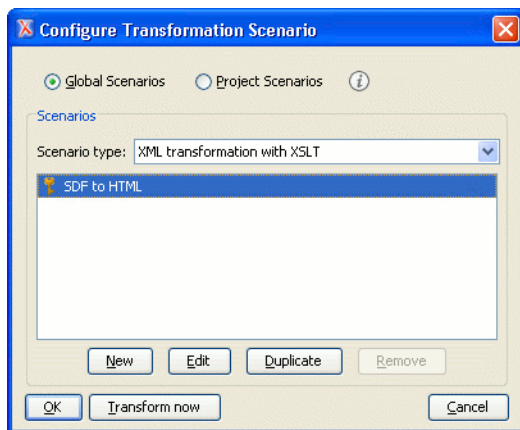 Configure Transformation Scenario
Global Scenarios Project Scenarios
Scenarios
Scenario type: XML transformation with XSLT
SDF to HTML
New Edit Duplicate Remove
OK Transform now Cancel